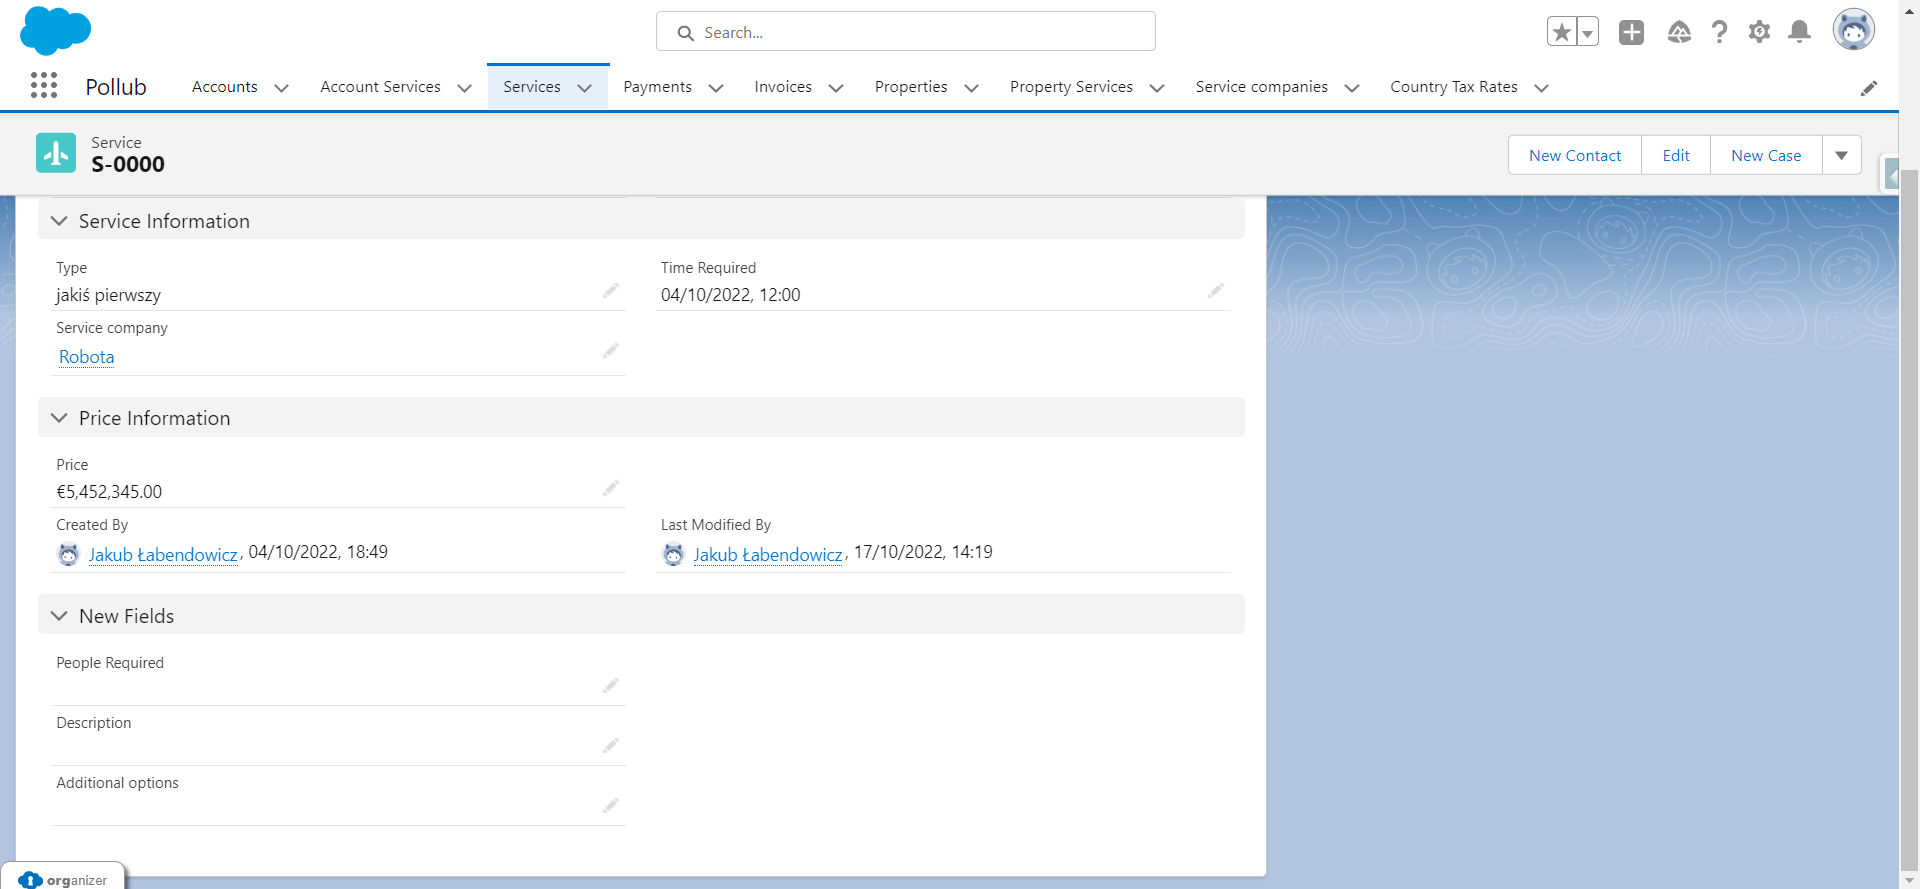 Search...
Pollub
Accounts
Account Services
Services
Payments
Invoices
Properties
Property Services
Service companies
Country Tax Rates
Service
S-0000
New Contact
Edit
New Case
Service Information
Type
Time Required
jakiś pierwszy
04/10/2022, 12:00
Service company
Robota
Price Information
Price
€5,452,345.00
Created By
Last Modified By
Jakub Łabendowicz, 04/10/2022, 18:49
Jakub Łabendowicz, 17/10/2022, 14:19
New Fields
People Required
Description
Additional options
organizer